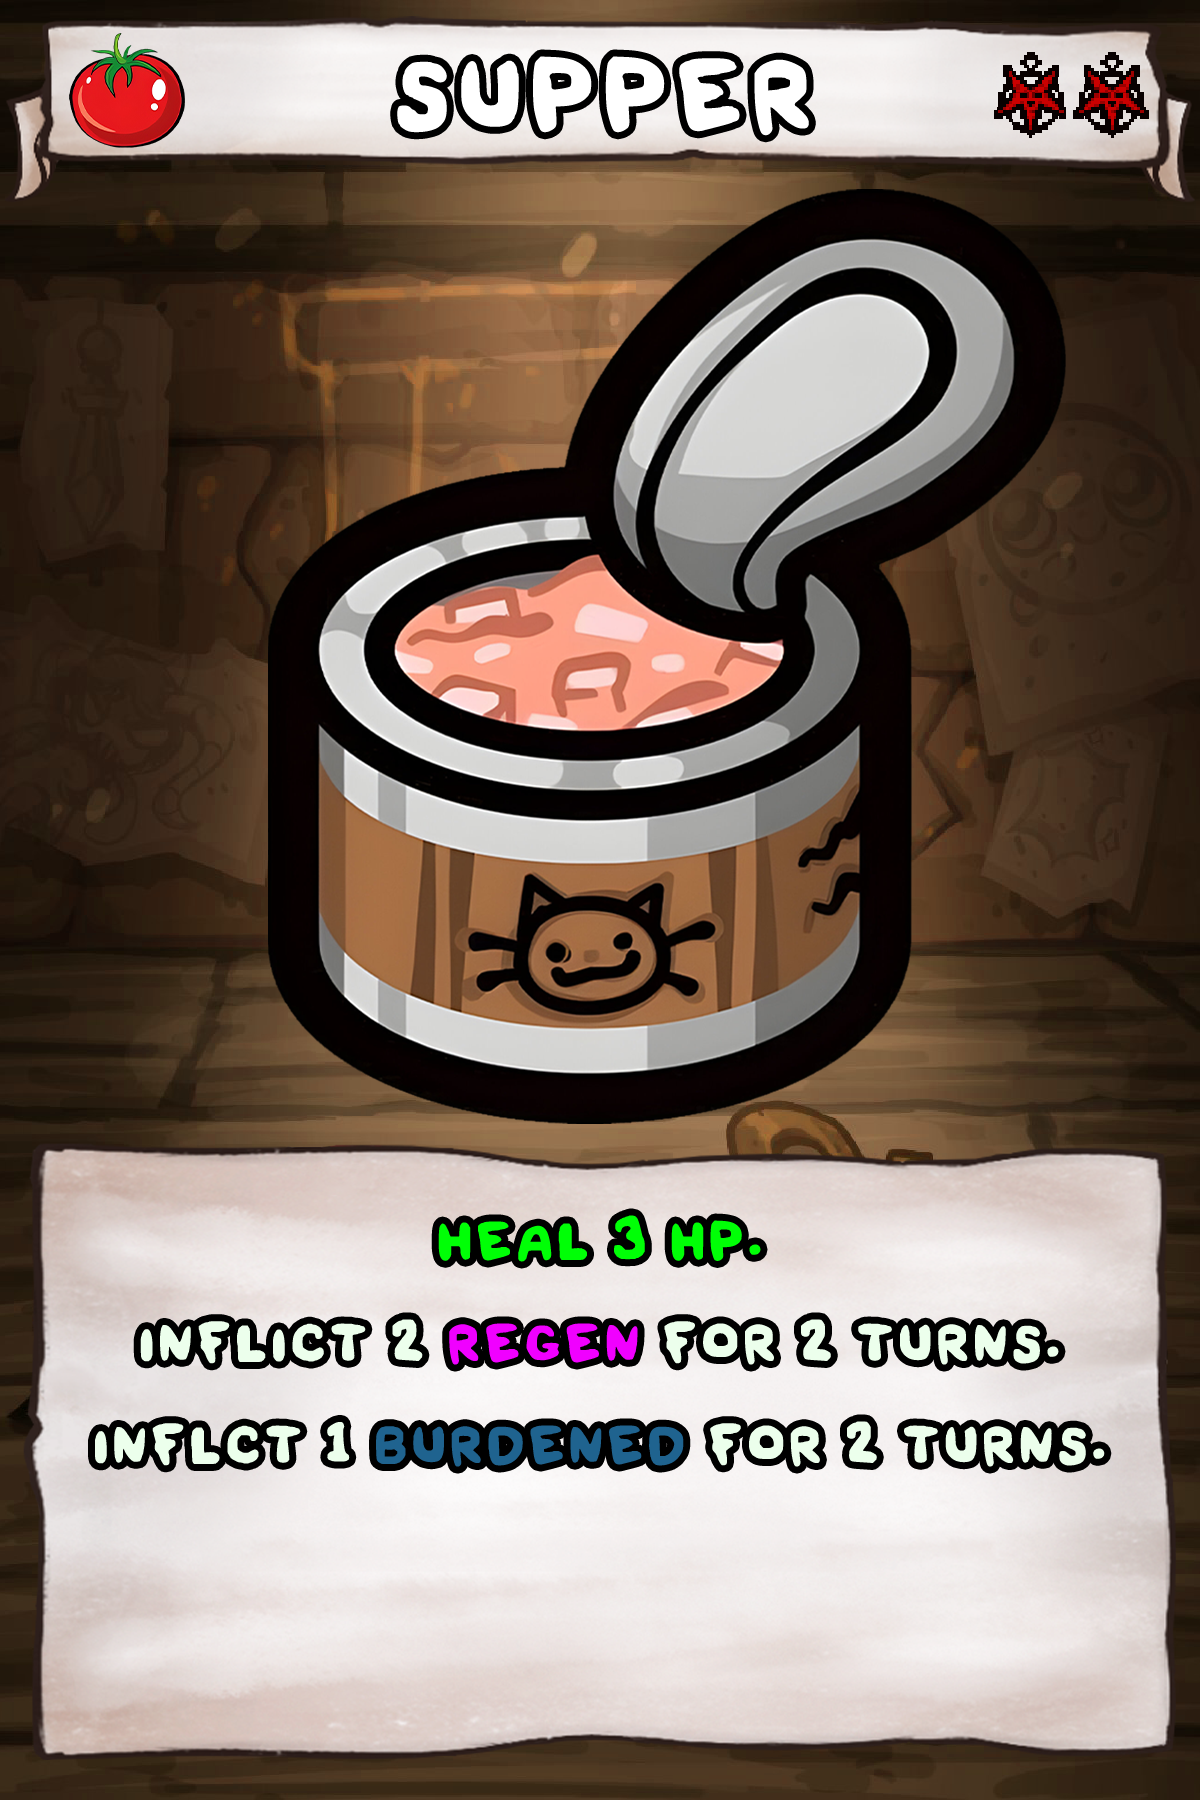 SUPPER
HEAL 3 HP.
INFLICT 2 REGEN FOR 2 TURNS.
INFLCT 1 BURDENED FOR 2 TURNS.